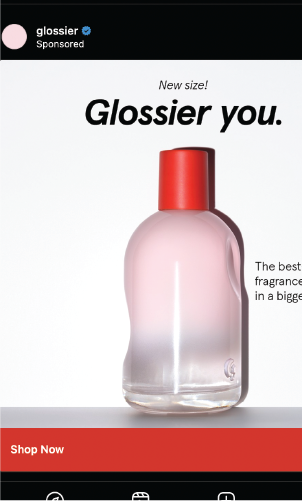 glossier
Sponsored
New size!
Glossier you.
The best
fragrance
in a bigge
Shop Now